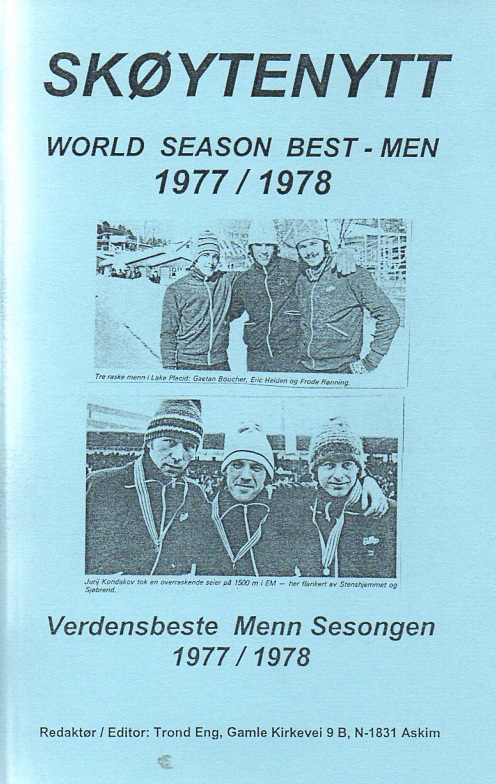 SKØYTENYTT
WORLD SEASON BEST - MEN
1977 / 1978
Tre raske menn i Lake Placid: Gaetan Boucher, Eric Heiden og Frode Rønning.
Jurij Kondakov tok en overraskende seier på 1500 m i EM — her flankert av Stenshjemmet og
Sjøbrend.
Verdensbeste Menn Sesongen
1977 / 1978
Redaktør / Editor: Trond Eng, Gamle Kirkevei 9 B, N-1831 Askim